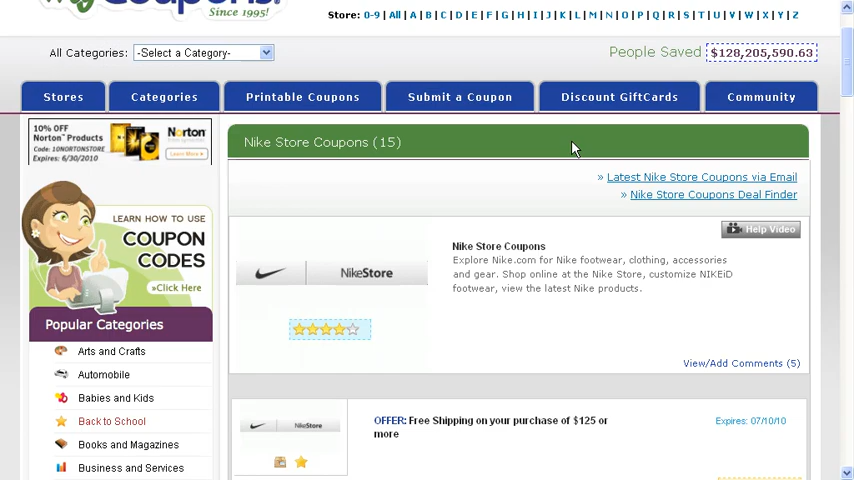 Coupons!
Since 1995!
Store: 0-9 | All | A | B | C | D | E | F | G | H | I | J | K | L | M | N | O | P | Q | R | S | T | U | V | W | X | Y | Z
All Categories: -Select a Category-
People Saved $128,205,590.63
Stores
Categories
Printable Coupons
Submit a Coupon
Discount GiftCards
Community
10% OFF
Norton™ Products
Code: 10NORTONSTORE
Expires: 6/30/2010
Norton
Learn More
LEARN HOW TO USE
COUPON
CODES
»Click Here
Popular Categories
Arts and Crafts
Automobile
Babies and Kids
Back to School
Books and Magazines
Business and Services
Nike Store Coupons (15)
» Latest Nike Store Coupons via Email
» Nike Store Coupons Deal Finder
Help Video
NikeStore
Nike Store Coupons
Explore Nike.com for Nike footwear, clothing, accessories
and gear. Shop online at the Nike Store, customize NIKEiD
footwear, view the latest Nike products.
View/Add Comments (5)
NikeStore
OFFER: Free Shipping on your purchase of $125 or
more
Expires: 07/10/10